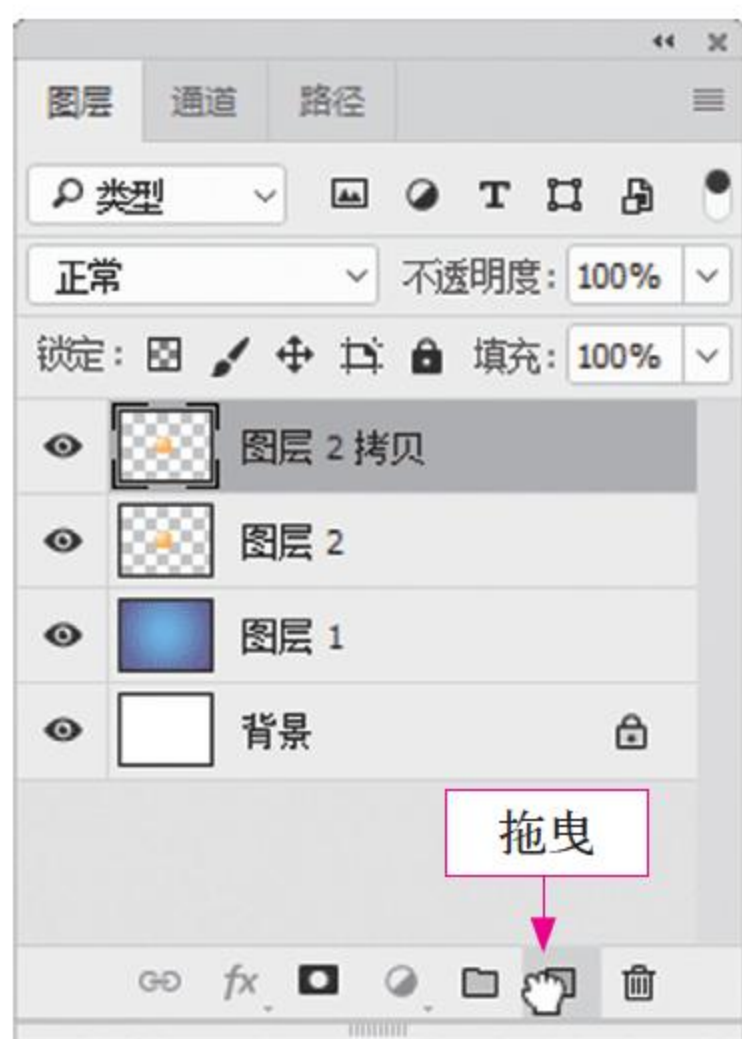 图层 通道 路径
类型 T
正常 不透明度: 100%
锁定: 填充: 100%
图层 2 拷贝
图层 2
图层 1
背景
拖曳
fx